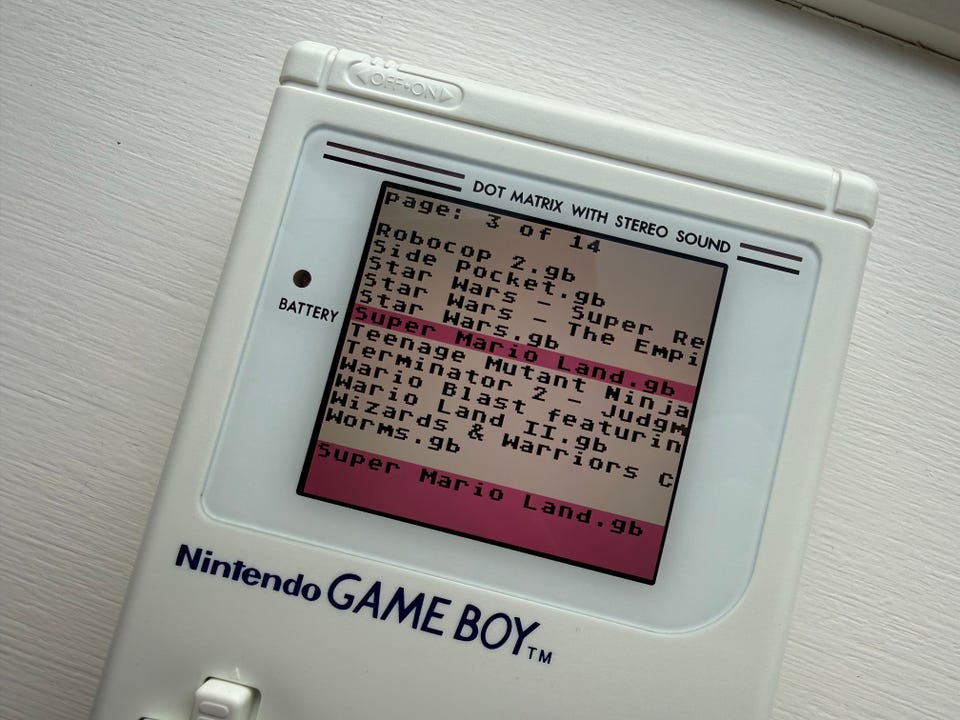 OFF•ON
DOT MATRIX WITH STEREO SOUND
page: 3 of 14
Robocop 2.gb
Side Pocket.gb
Star Wars - Super Re
Star Wars - The Empi
Star Wars.gb
Super Mario Land.gb
Teenage Mutant Ninja
Terminator 2 - Judgm
Wario Blast featurin
Wario Land II.gb
Wizards & Warriors C
Worms.gb
Super Mario Land.gb
BATTERY
Nintendo GAME BOY TM